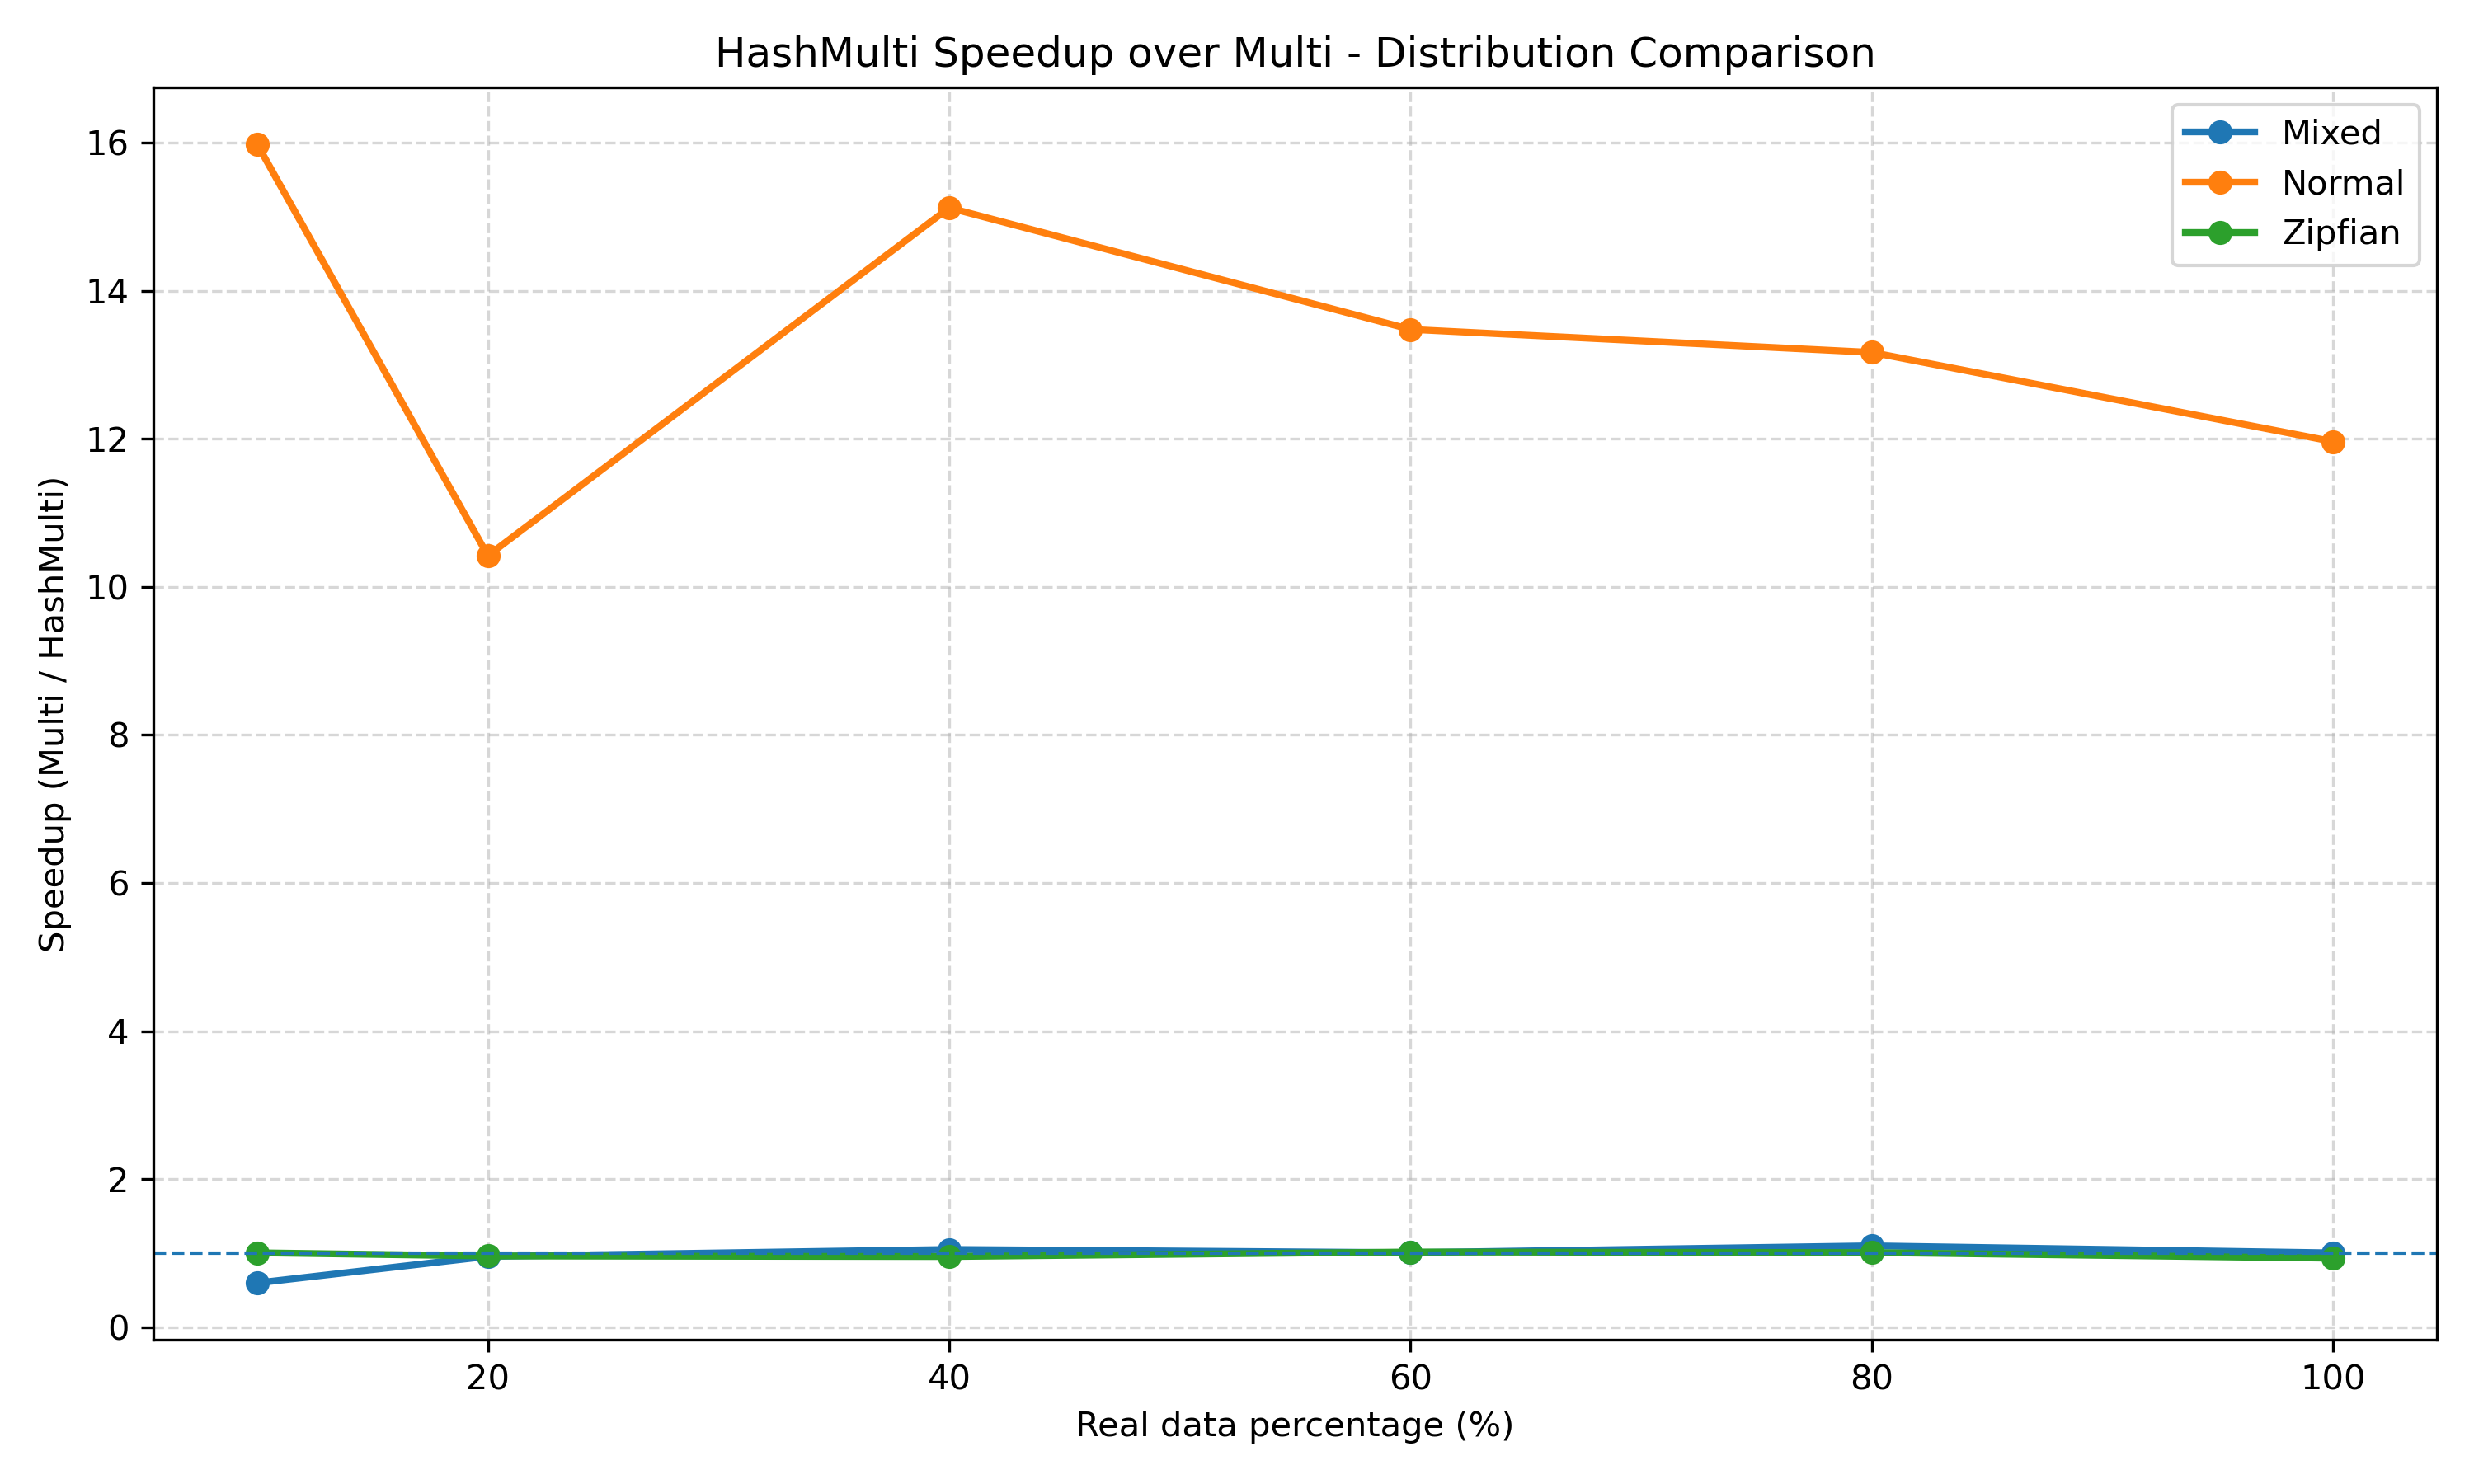 HashMulti Speedup over Multi - Distribution Comparison
Speedup (Multi / HashMulti)
16
14
12
10
8
6
4
2
0
Mixed
Normal
Zipfian
20
40
60
80
100
Real data percentage (%)